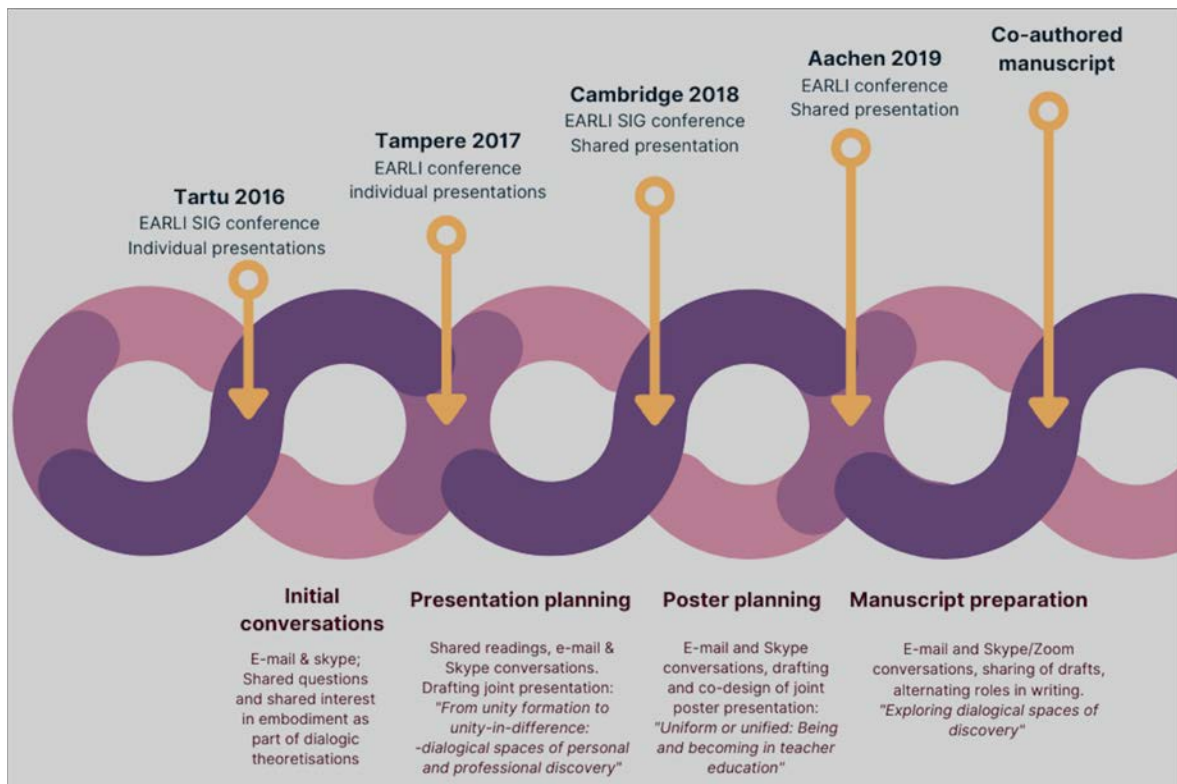 Tartu 2016
EARLI SIG conference
Individual presentations
Tampere 2017
EARLI conference
individual presentations
Cambridge 2018
EARLI SIG conference
Shared presentation
Aachen 2019
EARLI conference
Shared presentation
Co-authored
manuscript
Initial
conversations
E-mail & skype;
Shared questions
and shared interest
in embodiment as
part of dialogic
theoretisations
Presentation planning
Shared readings, e-mail &
Skype conversations.
Drafting joint presentation:
"From unity formation to
unity-in-difference:
-dialogical spaces of personal
and professional discovery"
Poster planning
E-mail and Skype
conversations, drafting
and co-design of joint
poster presentation:
"Uniform or unified: Being
and becoming in teacher
education"
Manuscript preparation
E-mail and Skype/Zoom
conversations, sharing of drafts,
alternating roles in writing.
"Exploring dialogical spaces of
discovery"